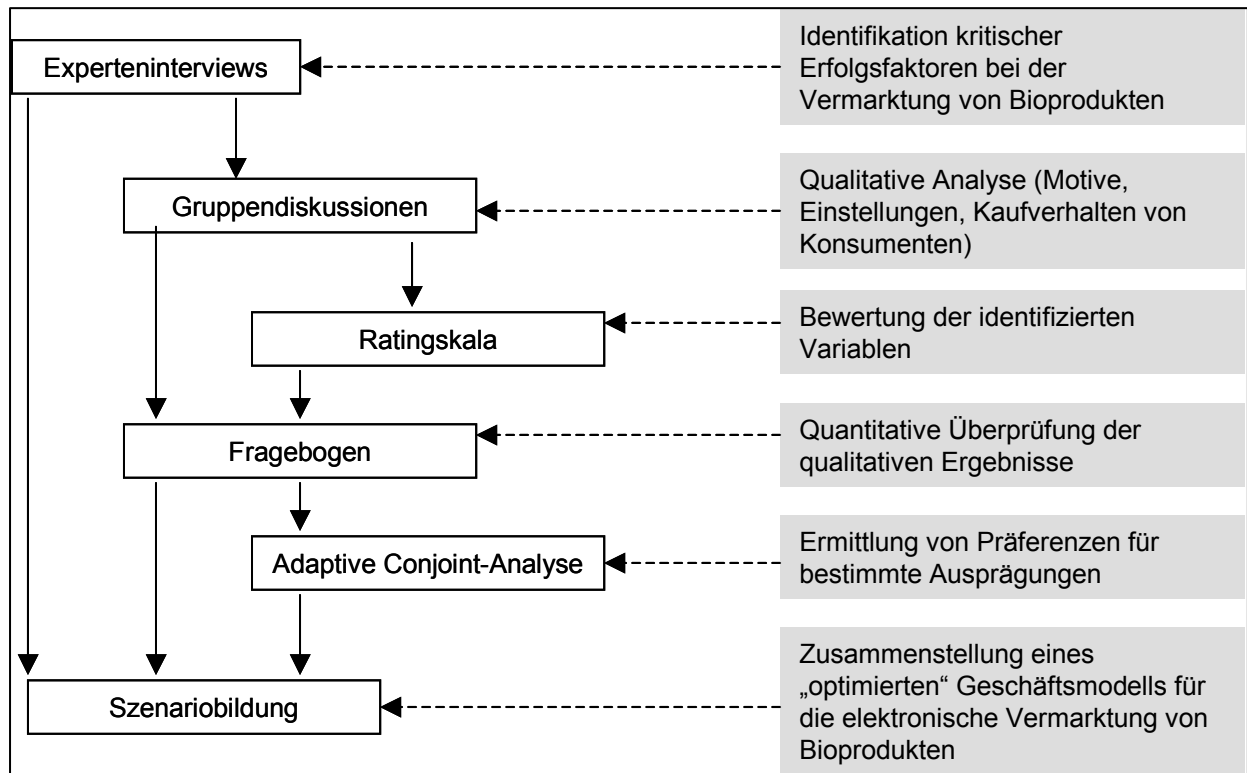 Experteninterviews
Identifikation kritischer
Erfolgsfaktoren bei der
Vermarktung von Bioprodukten
Gruppendiskussionen
Qualitative Analyse (Motive,
Einstellungen, Kaufverhalten von
Konsumenten)
Ratingskala
Bewertung der identifizierten
Variablen
Fragebogen
Quantitative Überprüfung der
qualitativen Ergebnisse
Adaptive Conjoint-Analyse
Ermittlung von Präferenzen für
bestimmte Ausprägungen
Szenariobildung
Zusammenstellung eines
„optimierten“ Geschäftsmodells für
die elektronische Vermarktung von
Bioprodukten